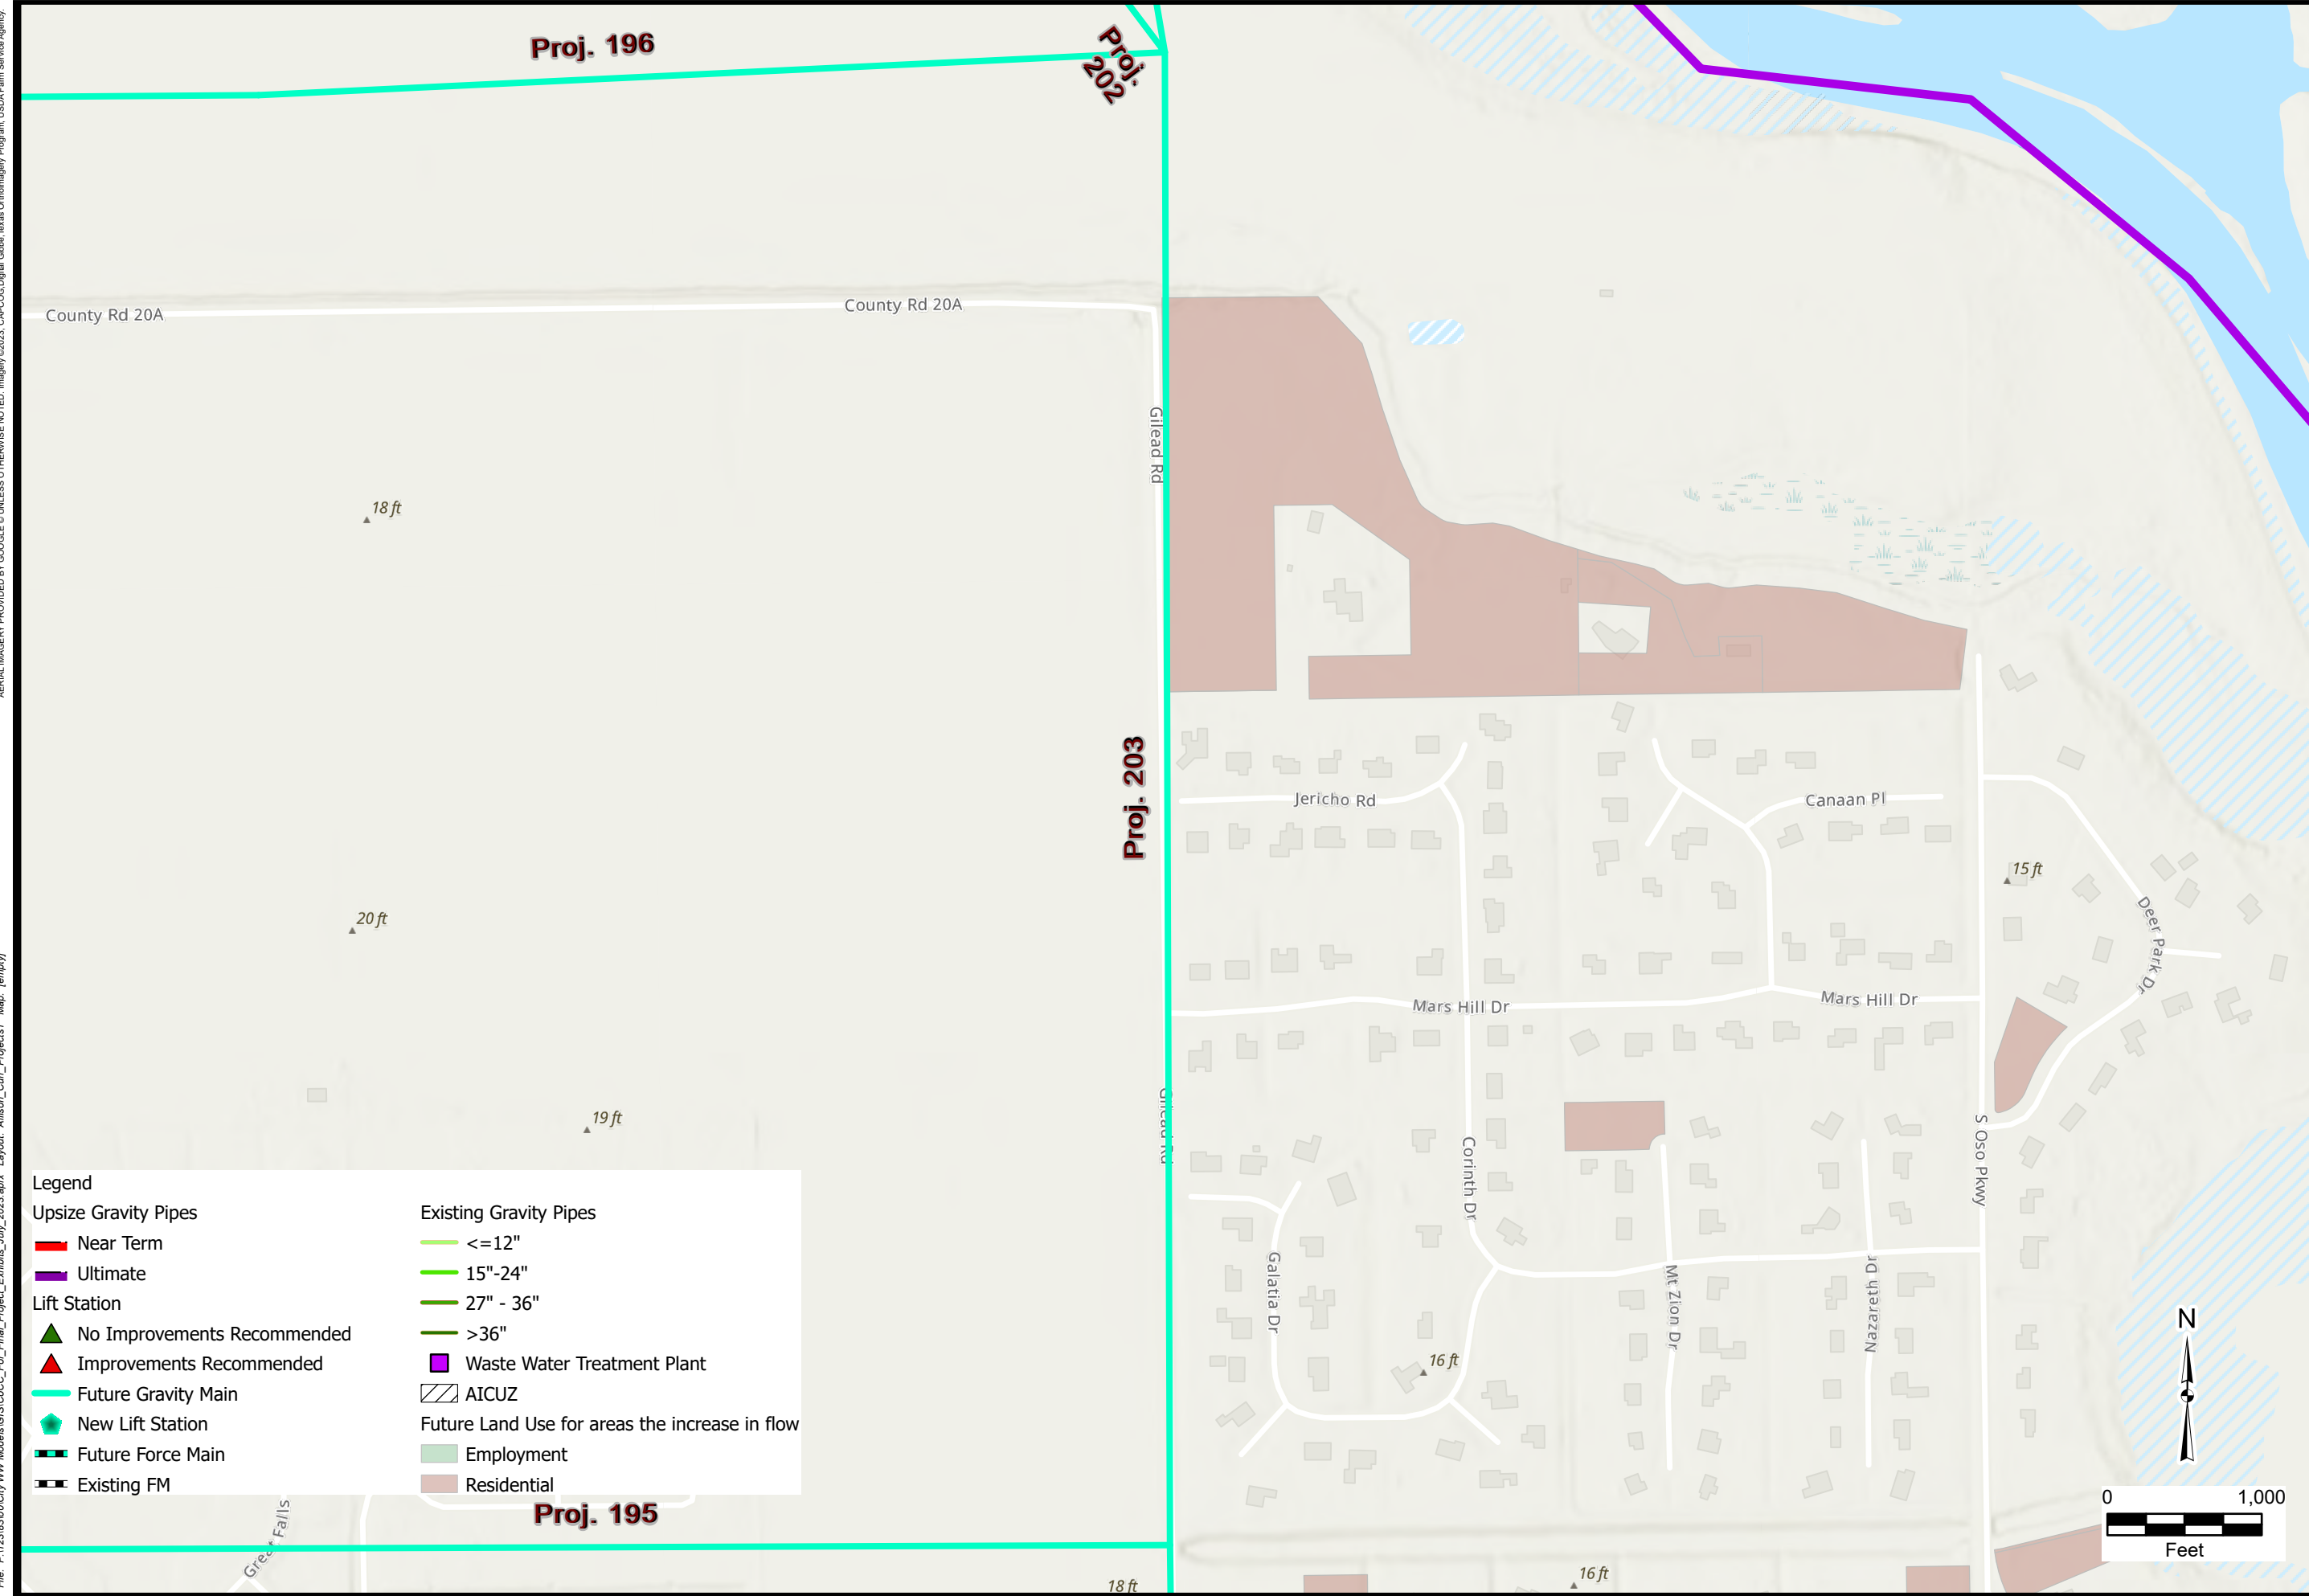 Proj. 196
Proj.
202
County Rd 20A
County Rd 20A
Gilead Rd
18 ft
Proj. 203
Jericho Rd
Canaan Pl
15 ft
20 ft
Deer Park Dr
Mars Hill Dr
Mars Hill Dr
19 ft
Gilead Rd
Corinth Dr
S Oso Pkwy
Galatia Dr
Mt Zion Dr
Nazareth Dr
16 ft
Legend
Upsize Gravity Pipes
Near Term
Ultimate
Lift Station
No Improvements Recommended
Improvements Recommended
Future Gravity Main
New Lift Station
Future Force Main
Existing FM
Existing Gravity Pipes
<=12"
15"-24"
27" - 36"
>36"
Waste Water Treatment Plant
AICUZ
Future Land Use for areas the increase in flow
Employment
Residential
N
0 1,000
Feet
Proj. 195
Great Falls
18 ft
16 ft